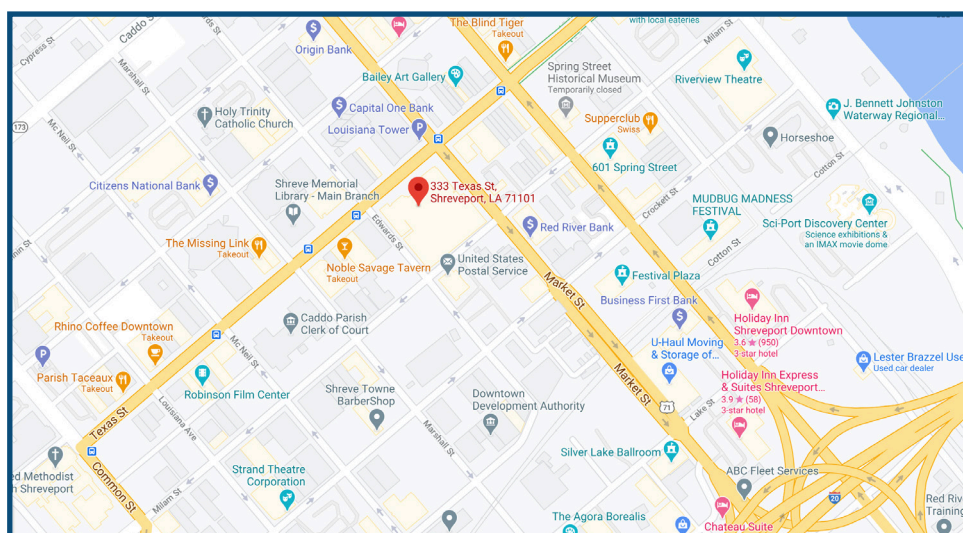 with local eateries
The Blind Tiger
Takeout
Caddo St
Cypress St
Origin Bank
Milam St
Marshall St
Bailey Art Gallery
Spring Street
Historical Museum
Temporarily closed
Riverview Theatre
J. Bennett Johnston
Waterway Regional...
Holy Trinity
Catholic Church
Capital One Bank
Louisiana Tower
Supperclub
Swiss
Horseshoe
173
Mc Neil St
601 Spring Street
Cotton St
Citizens National Bank
Shreve Memorial
Library - Main Branch
333 Texas St,
Shreveport, LA 71101
Crockett St
MUDBUG MADNESS
FESTIVAL
Sci-Port Discovery Center
Science exhibitions &
an IMAX movie dome
Edwards St
Red River Bank
The Missing Link
Takeout
Noble Savage Tavern
Takeout
United States
Postal Service
Cotton St
Festival Plaza
Market St
Business First Bank
Caddo Parish
Clerk of Court
Holiday Inn
Shreveport Downtown
3.6 ★ (950)
3-star hotel
Rhino Coffee Downtown
Takeout
Mc Neil St
U-Haul Moving
& Storage of...
Lester Brazzel Use
Used car dealer
Parish Taceaux
Takeout
Robinson Film Center
Shreve Towne
BarberShop
Market St
Holiday Inn Express
& Suites Shreveport...
3.9 ★ (58)
3-star hotel
Downtown
Development Authority
71
Lake St
Texas St
Louisiana Ave
Marshall St
Silver Lake Ballroom
ed Methodist
h Shreveport
Common St
Strand Theatre
Corporation
Milam St
ABC Fleet Services
20
Red Rive
Training
The Agora Borealis
Chateau Suite